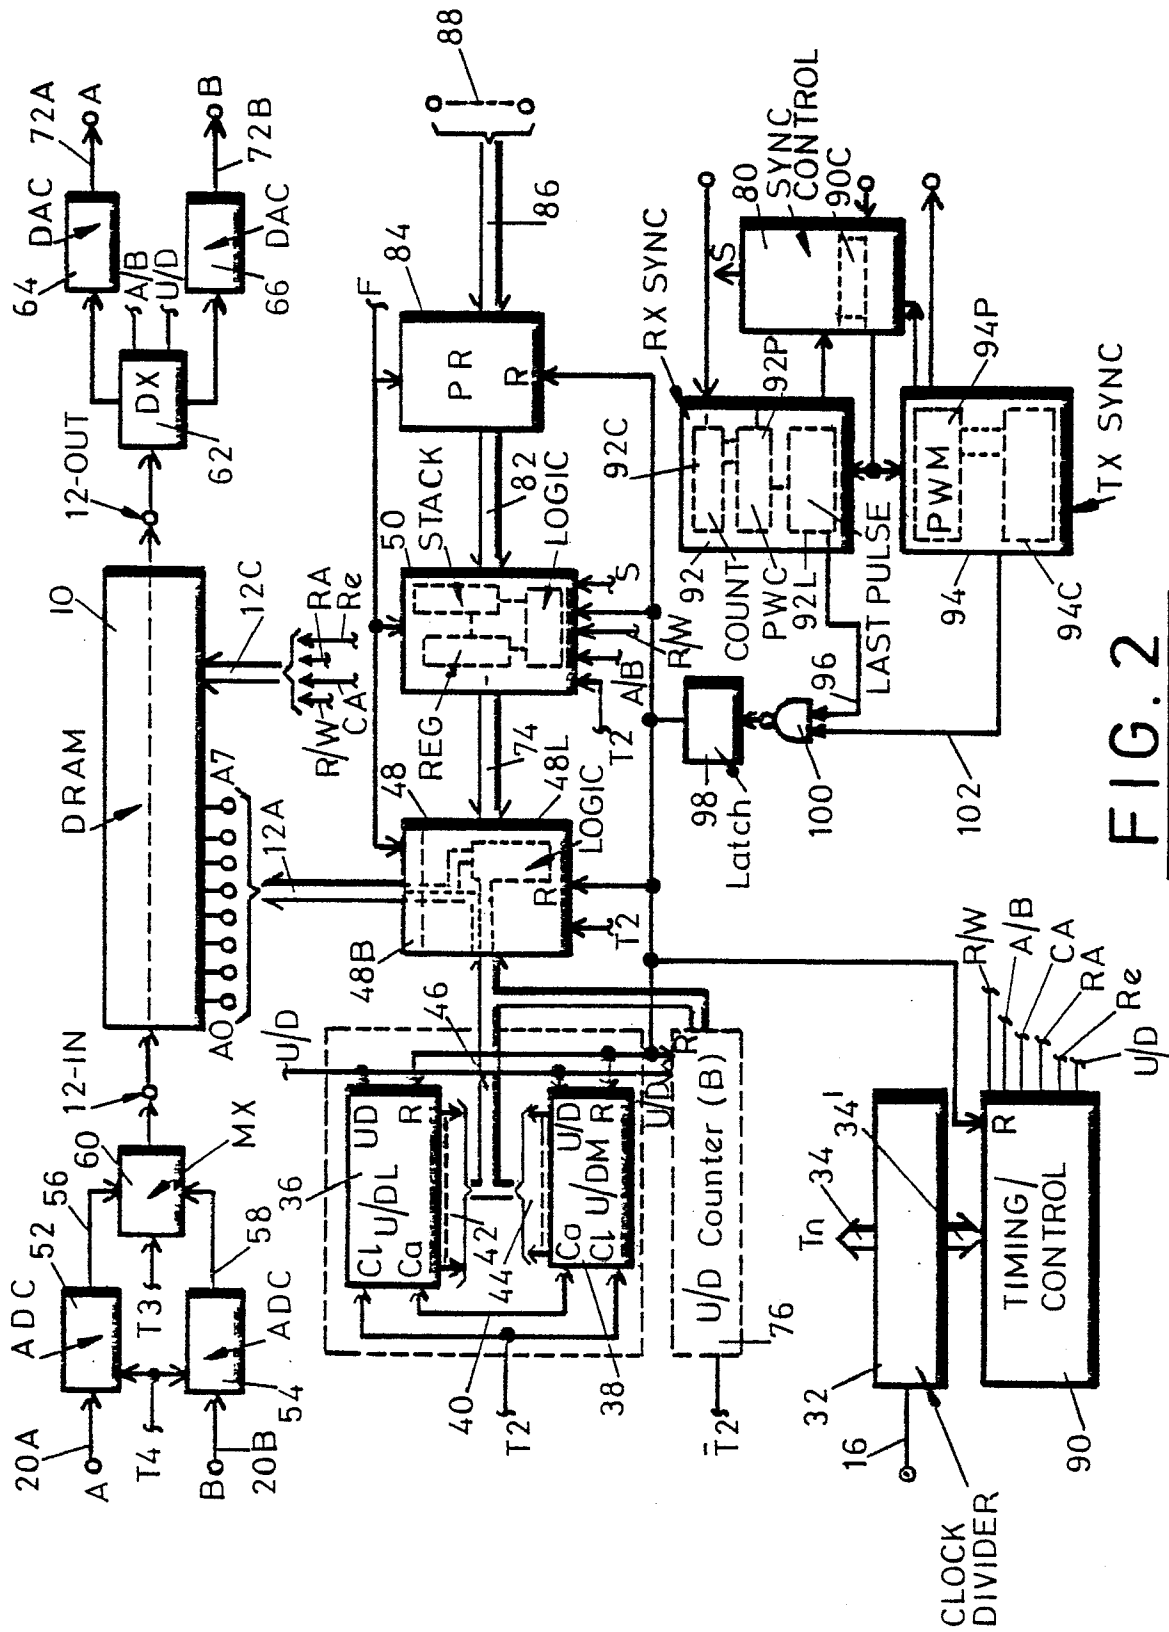 20A
A
ADC
52
56
T4
T3
60
MX
12-IN
B
20B
54
ADC
58
DRAM
10
A0
A7
12A
12C
R/W
CA
RA
Re
12-OUT
DX
62
A/B
U/D
64
DAC
72A
A
66
DAC
72B
B
U/D
36
Cl
UD
U/DL
Ca
R
42
46
44
40
Ca
U/D
U/DM
Cl
R
38
T2
U/D
R
U/D Counter (B)
76
T̄2
48B
48
R
48L
LOGIC
T2
74
REG
50
STACK
LOGIC
T2
A/B
R/W
S
82
F
84
PR
R
86
88
16
32
CLOCK
DIVIDER
Tn
34
34'
TIMING/
CONTROL
R
90
R/W
A/B
CA
RA
Re
U/D
98
Latch
100
96
102
92
92C
COUNT
PWC
92P
92L
RX SYNC
LAST PULSE
S
80
SYNC
CONTROL
90C
94
PWM
94P
94C
TX SYNC
FIG. 2